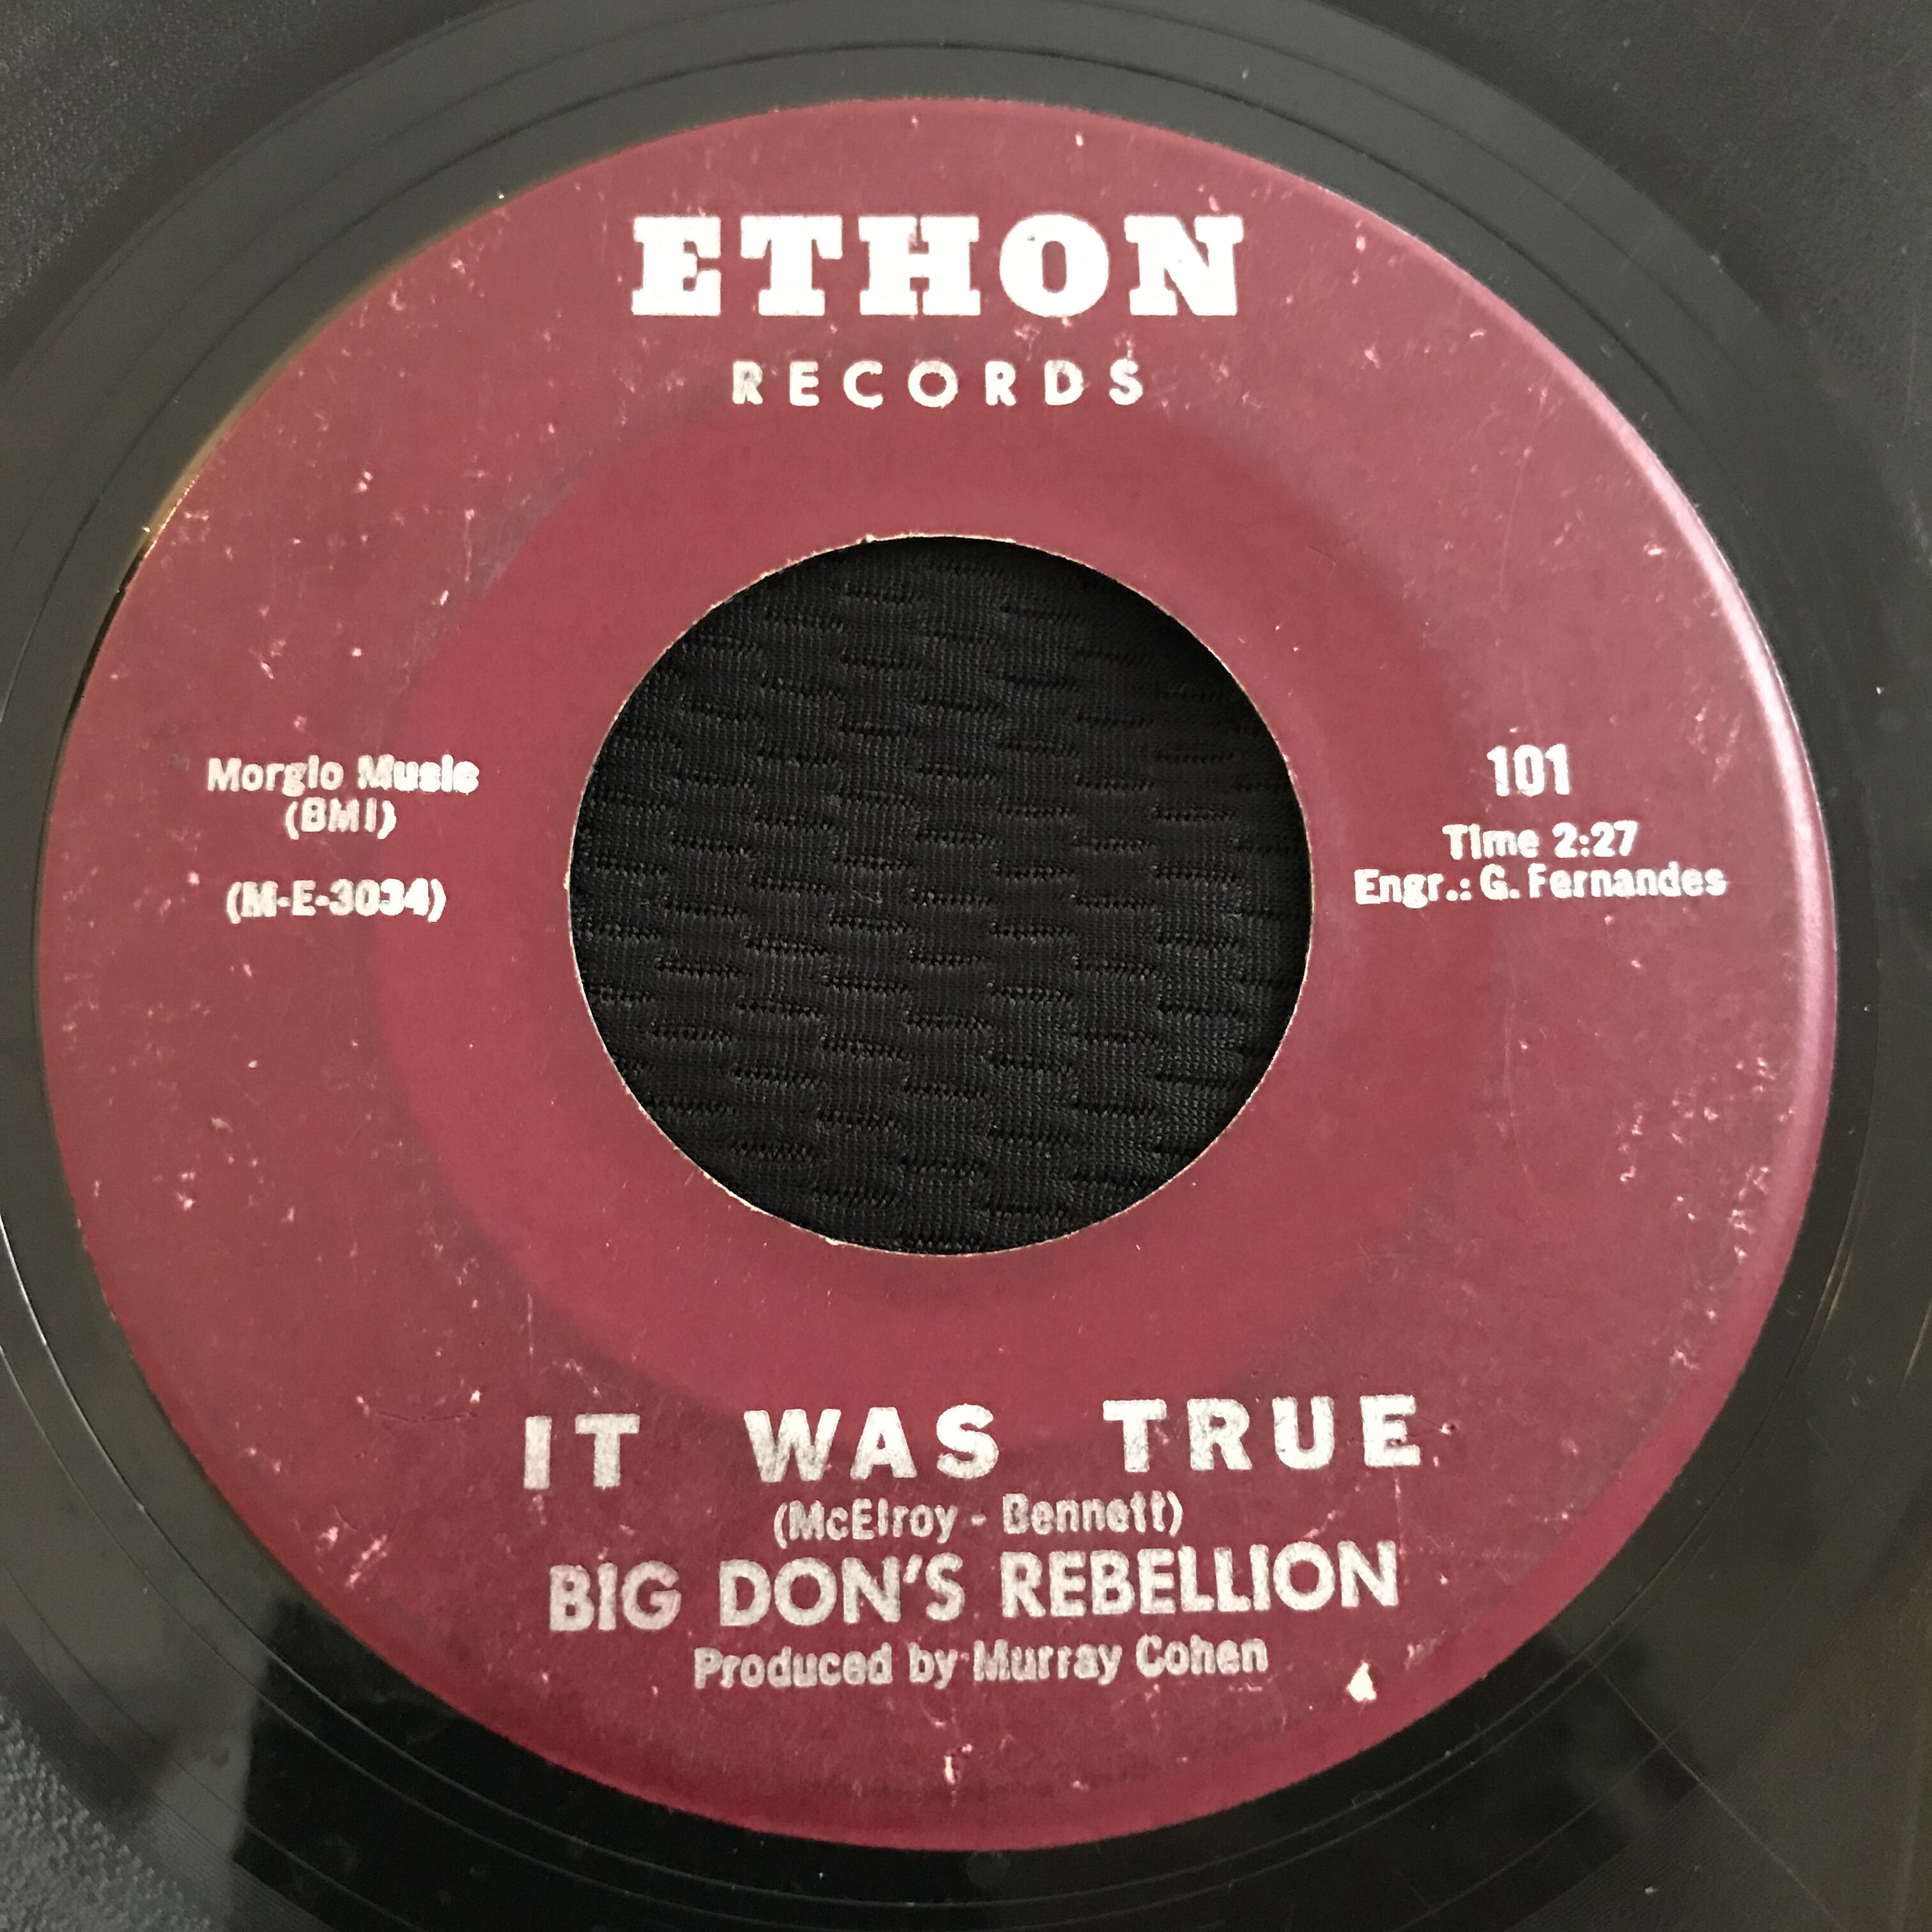 ETHON
RECORDS
Morglo Music
(BMI)
(M-E-3034)
101
Time 2:27
Engr.: G. Fernandes
IT WAS TRUE
(McElroy - Bennett)
BIG DON'S REBELLION
Produced by Murray Cohen